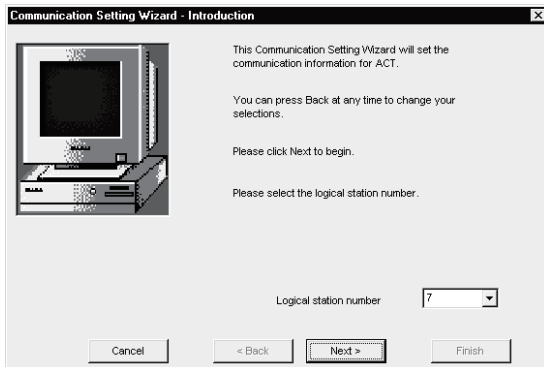 Communication Setting Wizard - Introduction
This Communication Setting Wizard will set the
communication information for ACT.
You can press Back at any time to change your
selections.
Please click Next to begin.
Please select the logical station number.
Logical station number 7
Cancel < Back Next > Finish